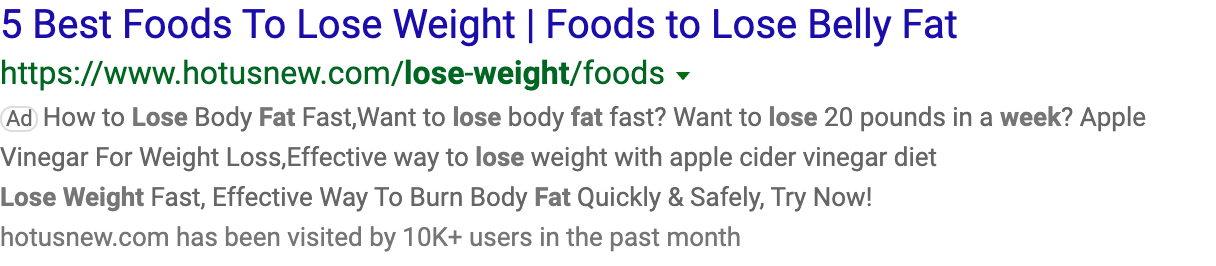 5 Best Foods To Lose Weight | Foods to Lose Belly Fat
https://www.hotusnew.com/lose-weight/foods
Ad How to Lose Body Fat Fast,Want to lose body fat fast? Want to lose 20 pounds in a week? Apple
Vinegar For Weight Loss,Effective way to lose weight with apple cider vinegar diet
Lose Weight Fast, Effective Way To Burn Body Fat Quickly & Safely, Try Now!
hotusnew.com has been visited by 10K+ users in the past month